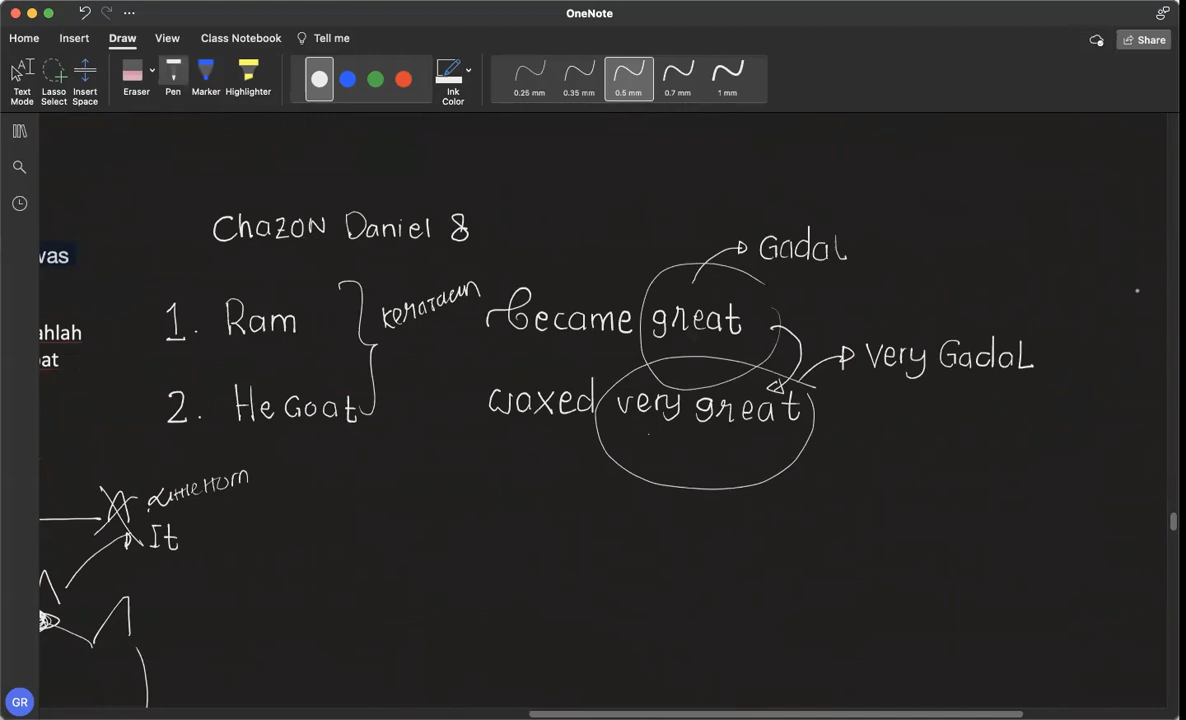 OneNote
Home Insert Draw View Class Notebook Tell me
Share
Text Mode
Lasso Select
Insert Space
Eraser
Pen
Marker
Highlighter
Ink Color
0.25 mm
0.35 mm
0.5 mm
0.7 mm
1 mm
Chazon Daniel 8
Gadal
vas
ahlah
at
1. Ram
became great
Very Gadal
2. He Goat
waxed very great
Little Horn
It
GR